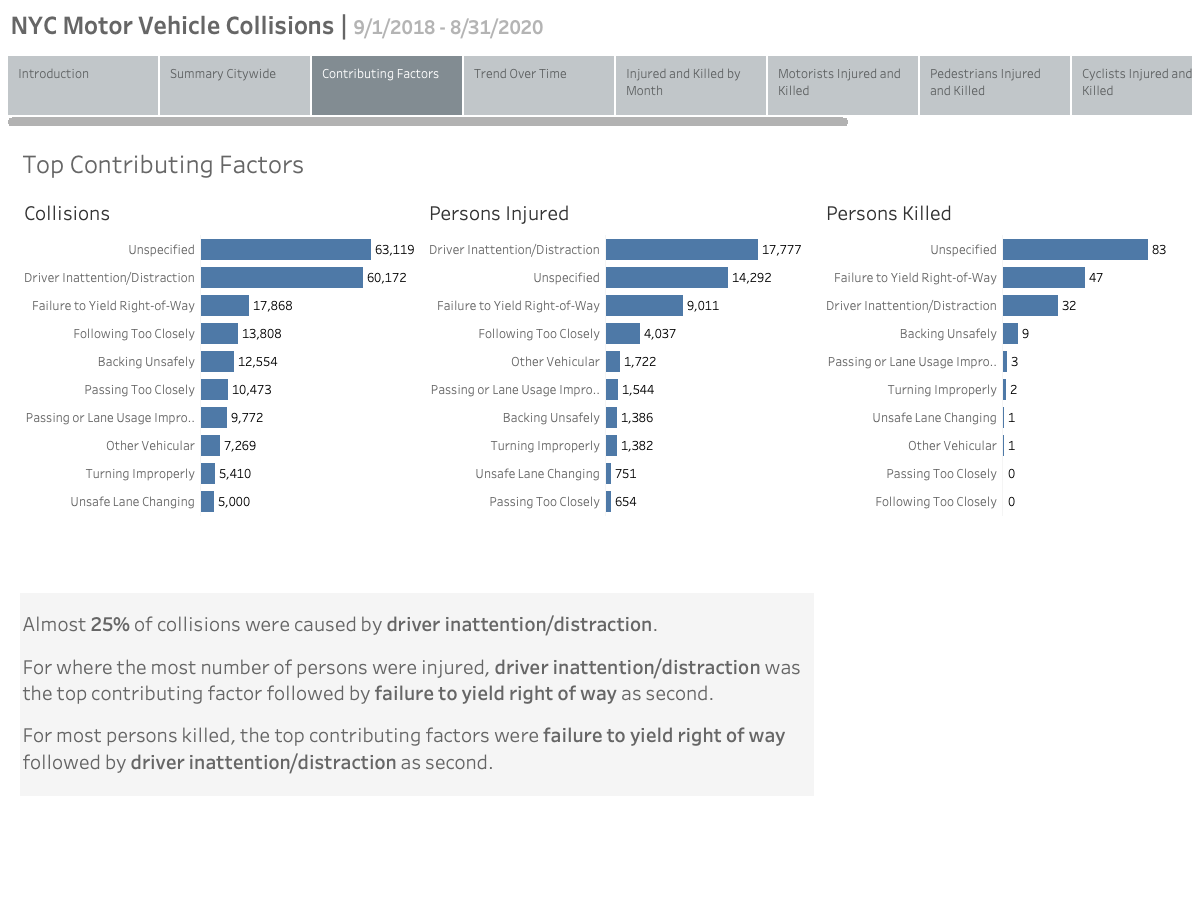 NYC Motor Vehicle Collisions | 9/1/2018 - 8/31/2020
Introduction
Summary Citywide
Contributing Factors
Trend Over Time
Injured and Killed by
Month
Motorists Injured and
Killed
Pedestrians Injured
and Killed
Cyclists Injured and
Killed
Top Contributing Factors
Collisions
Unspecified 63,119
Driver Inattention/Distraction 60,172
Failure to Yield Right-of-Way 17,868
Following Too Closely 13,808
Backing Unsafely 12,554
Passing Too Closely 10,473
Passing or Lane Usage Impro.. 9,772
Other Vehicular 7,269
Turning Improperly 5,410
Unsafe Lane Changing 5,000
Persons Injured
Driver Inattention/Distraction 17,777
Unspecified 14,292
Failure to Yield Right-of-Way 9,011
Following Too Closely 4,037
Other Vehicular 1,722
Passing or Lane Usage Impro.. 1,544
Backing Unsafely 1,386
Turning Improperly 1,382
Unsafe Lane Changing 751
Passing Too Closely 654
Persons Killed
Unspecified 83
Failure to Yield Right-of-Way 47
Driver Inattention/Distraction 32
Backing Unsafely 9
Passing or Lane Usage Impro.. 3
Turning Improperly 2
Unsafe Lane Changing 1
Other Vehicular 1
Passing Too Closely 0
Following Too Closely 0
Almost 25% of collisions were caused by driver inattention/distraction.
For where the most number of persons were injured, driver inattention/distraction was
the top contributing factor followed by failure to yield right of way as second.
For most persons killed, the top contributing factors were failure to yield right of way
followed by driver inattention/distraction as second.